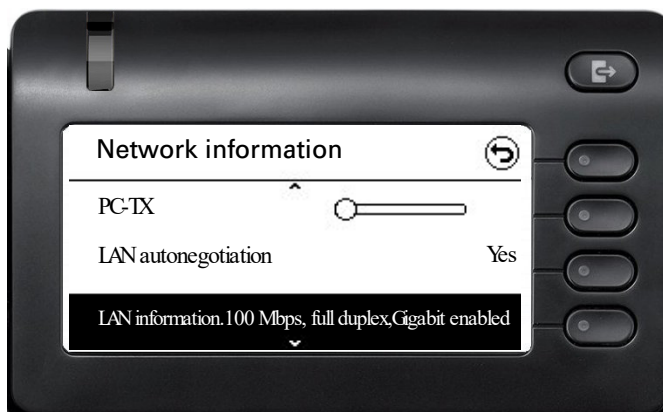 Network information
PC-TX
LAN autonegotiation Yes
LAN information.100 Mbps, full duplex,Gigabit enabled